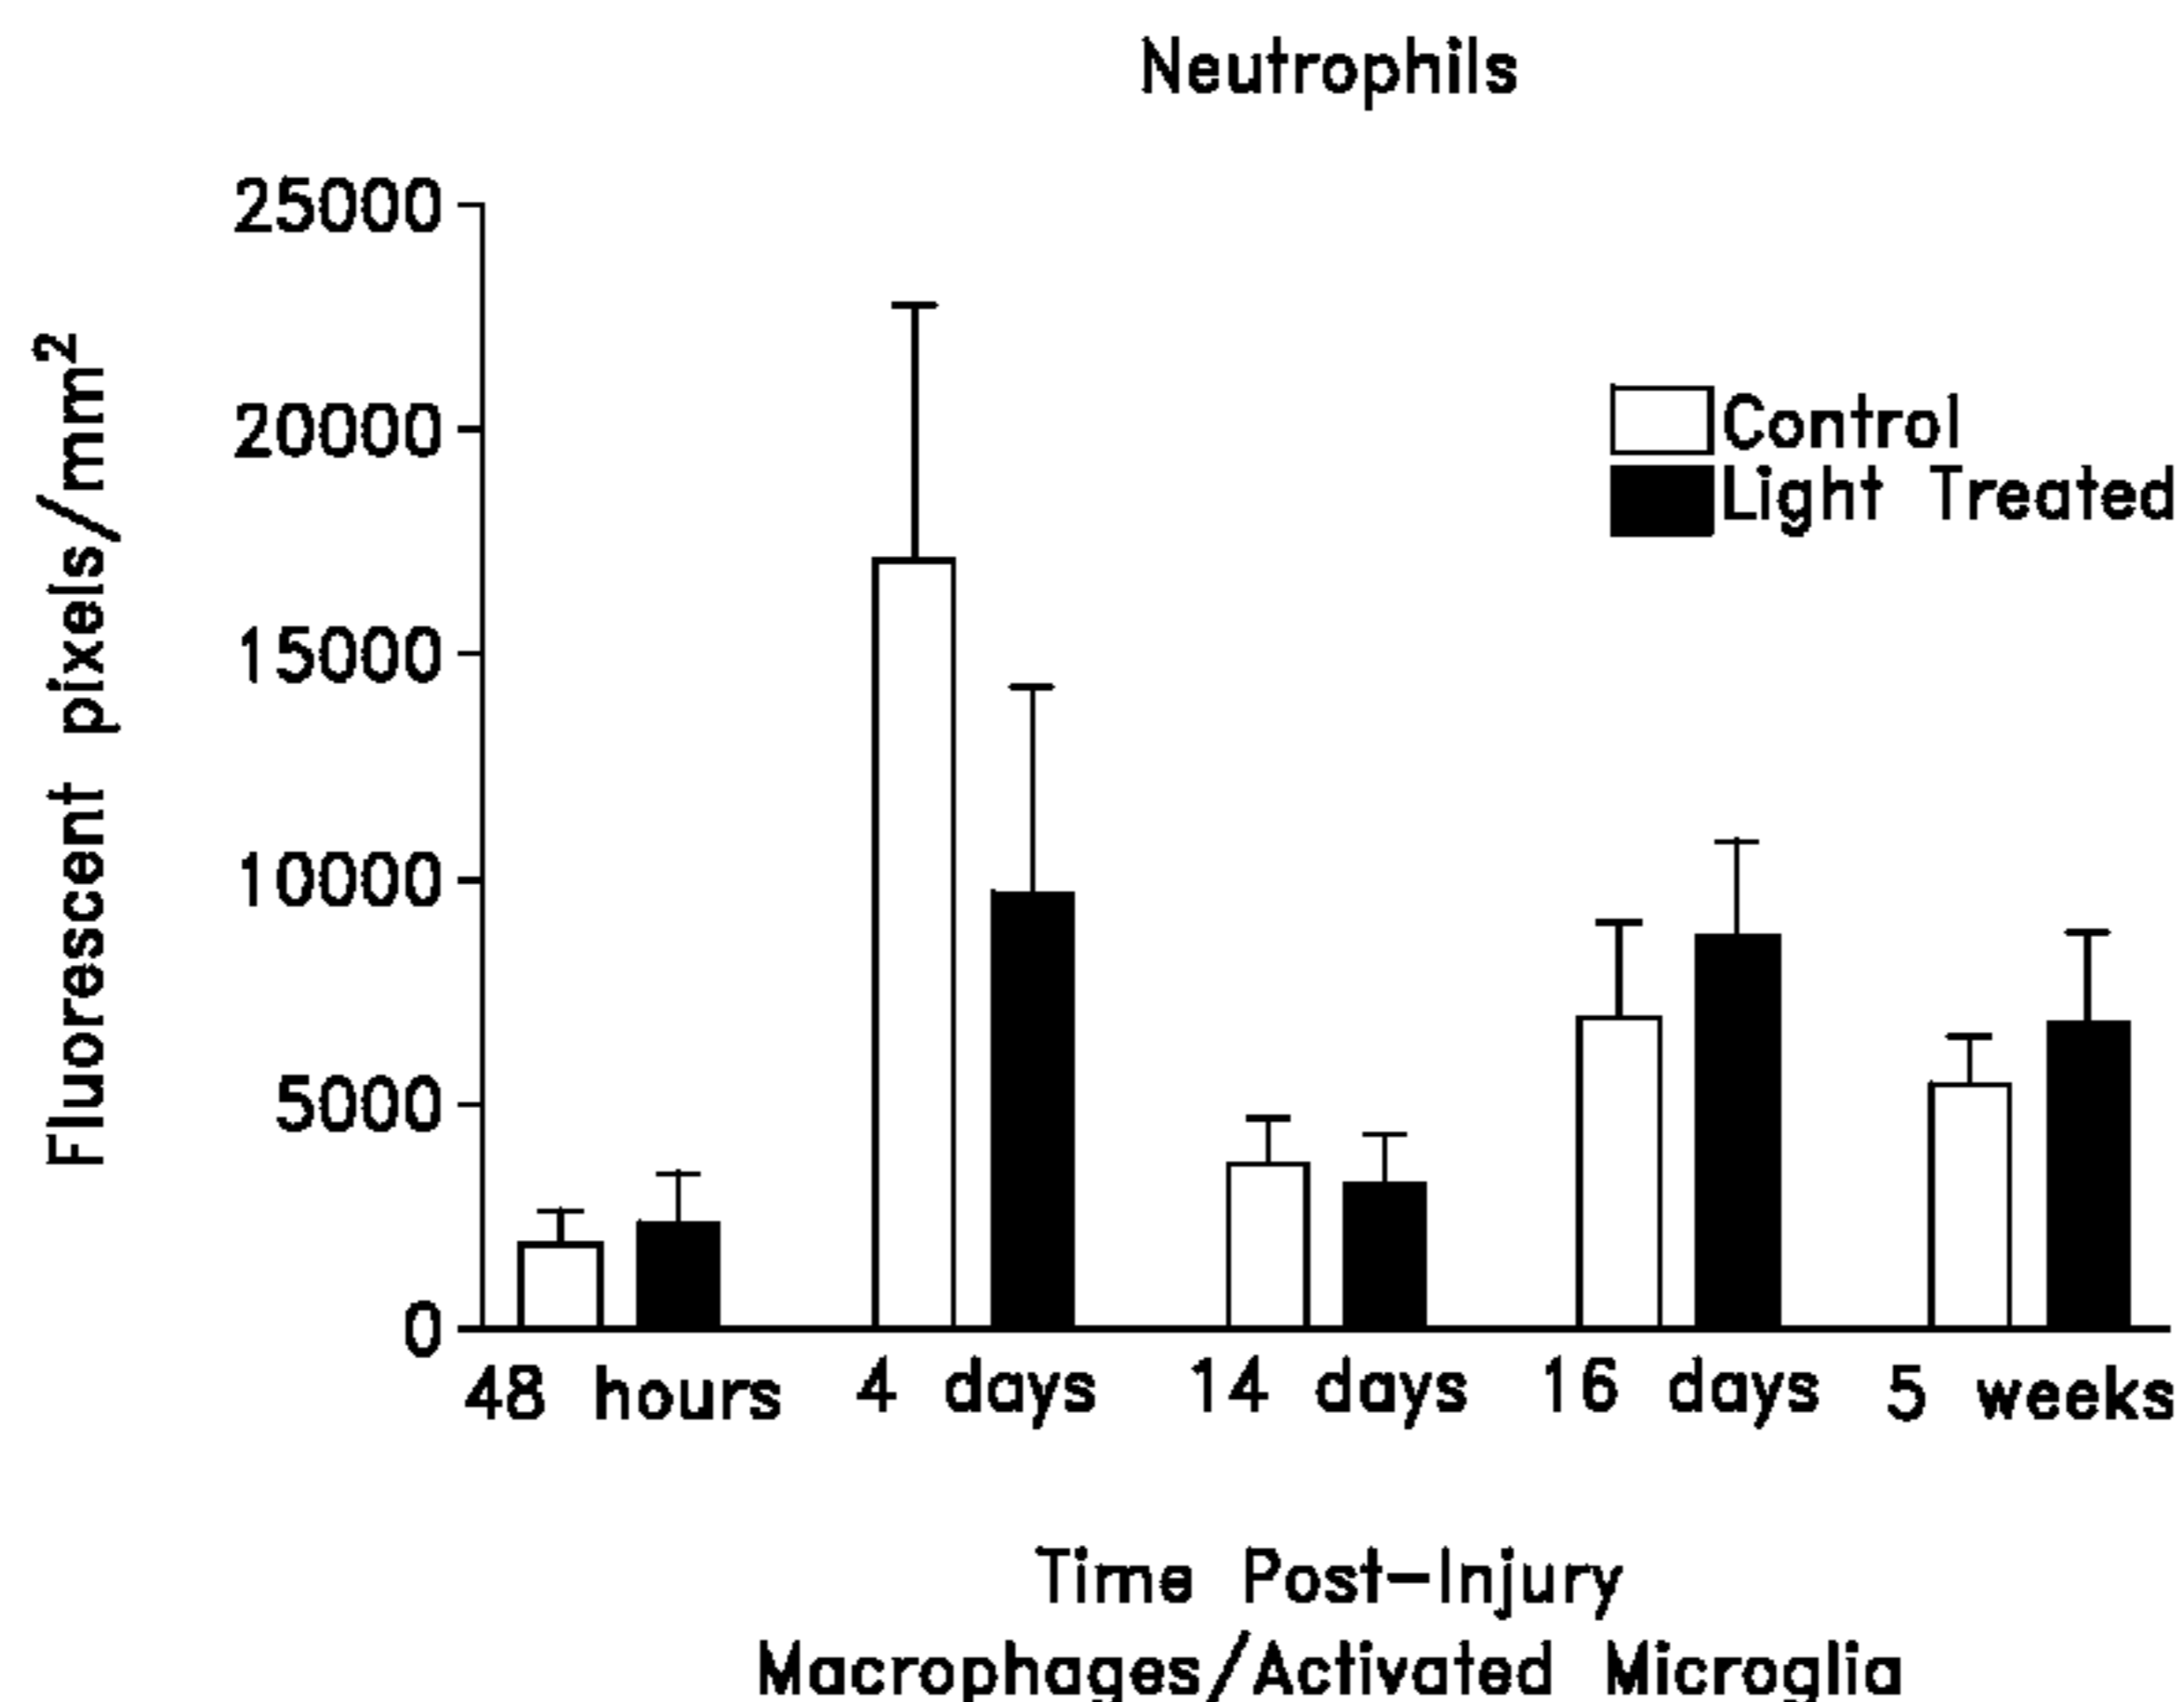 Neutrophils
25000
20000
15000
10000
5000
0
Fluorescent pixels/mm²
Control
Light Treated
48 hours 4 days 14 days 16 days 5 weeks
Time Post-Injury
Macrophages/Activated Microglia